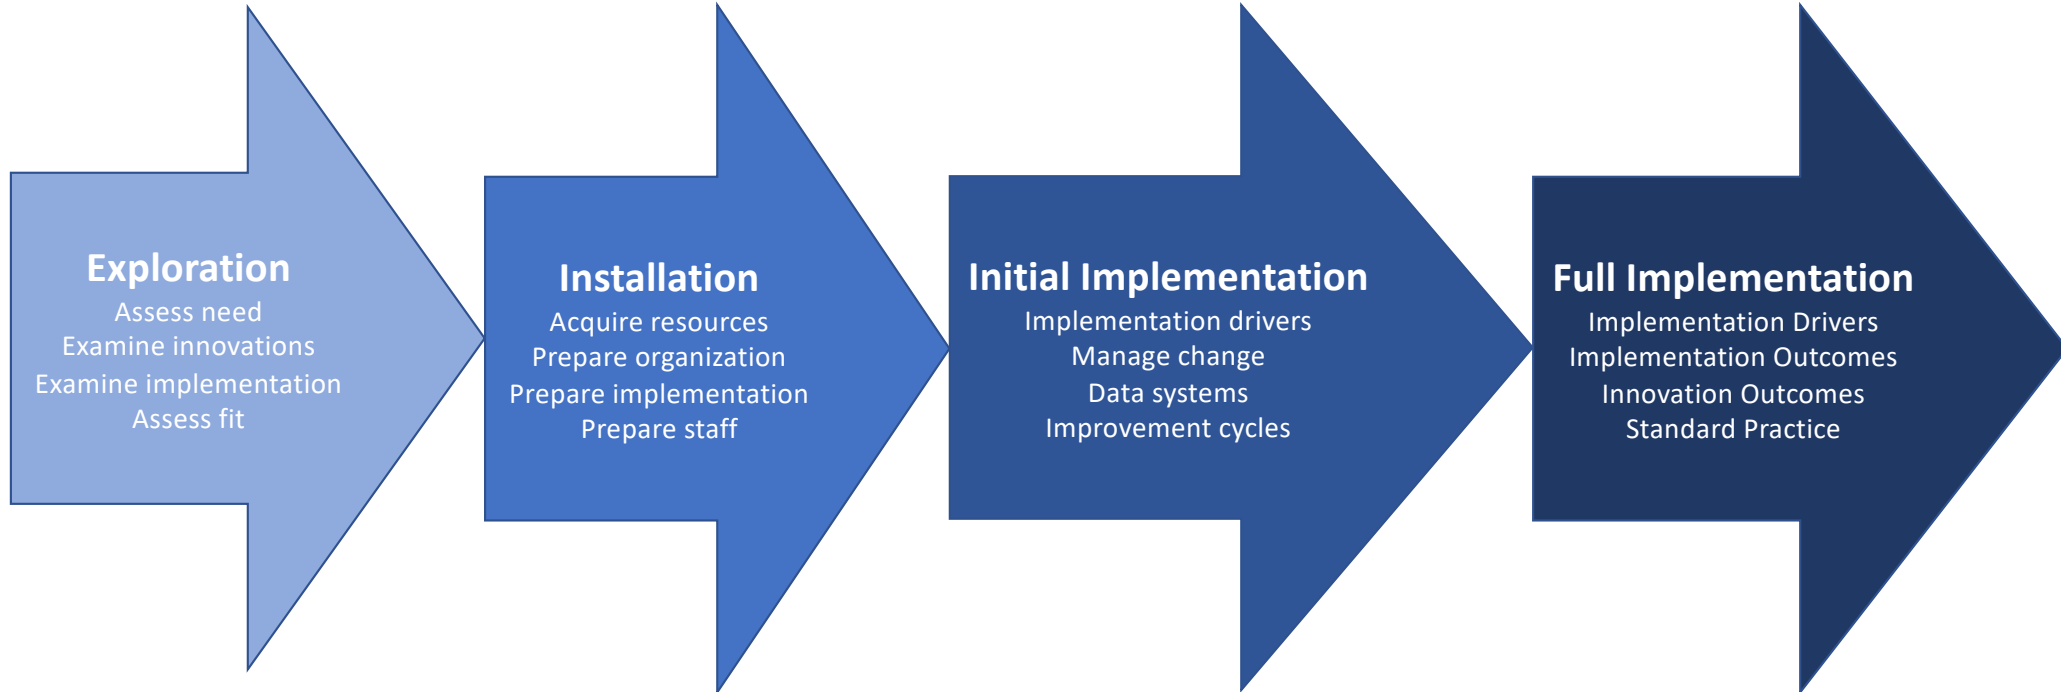 Exploration
Assess need
Examine innovations
Examine implementation
Assess fit
Installation
Acquire resources
Prepare organization
Prepare implementation
Prepare staff
Initial Implementation
Implementation drivers
Manage change
Data systems
Improvement cycles
Full Implementation
Implementation Drivers
Implementation Outcomes
Innovation Outcomes
Standard Practice